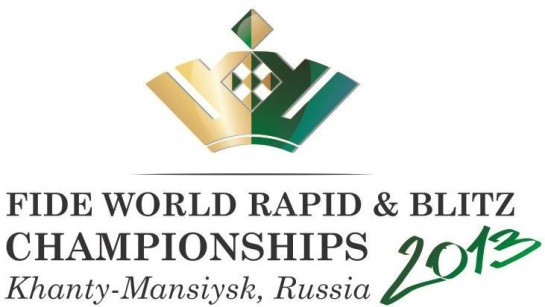 FIDE WORLD RAPID & BLITZ
CHAMPIONSHIPS 2013
Khanty-Mansiysk, Russia